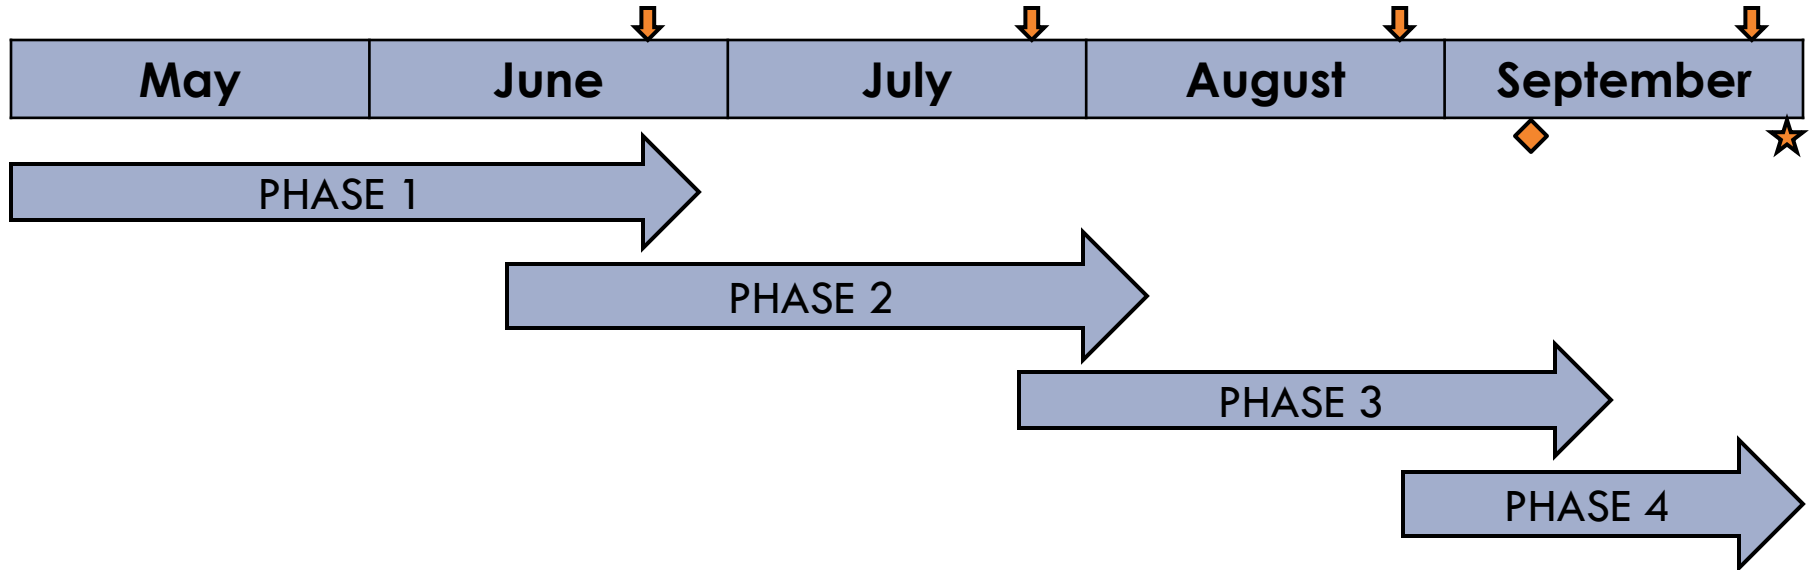 May June July August September
PHASE 1
PHASE 2
PHASE 3
PHASE 4